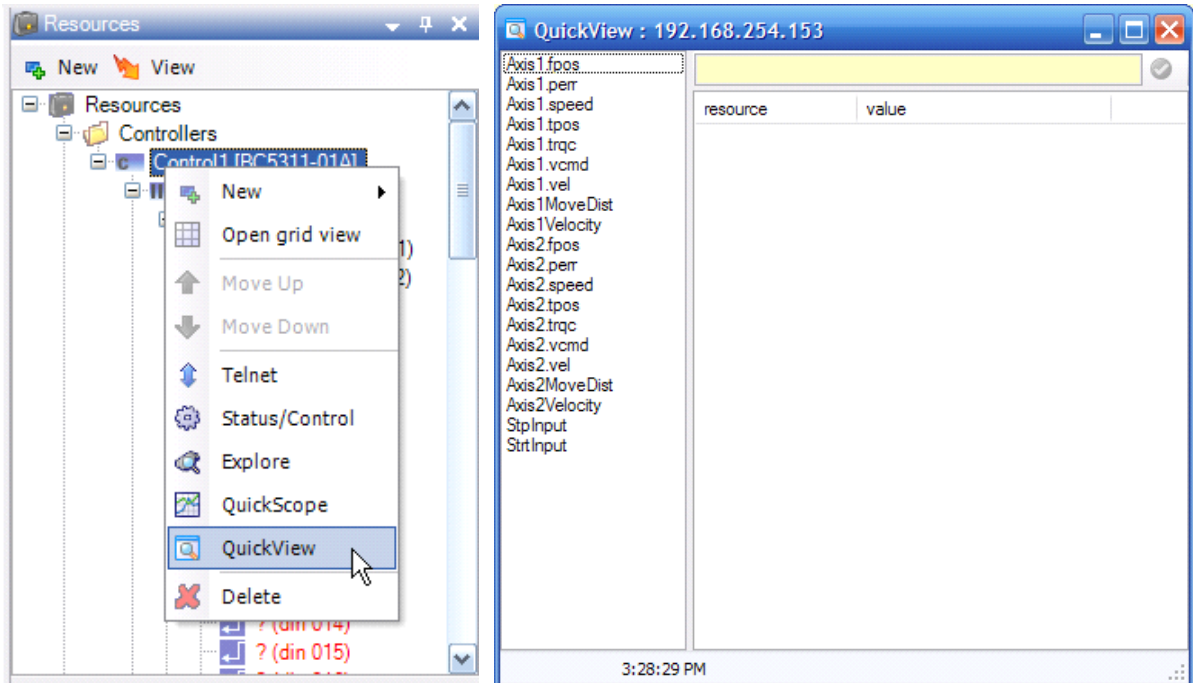 Resources
New View
Resources
Controllers
Control1 [BC5311-01A]
New
Open grid view
1)
2)
Move Up
Move Down
Telnet
Status/Control
Explore
QuickScope
QuickView
Delete
? (din 014)
? (din 015)
QuickView : 192.168.254.153
Axis1.fpos
Axis1.perr
Axis1.speed
Axis1.tpos
Axis1.trqc
Axis1.vcmd
Axis1.vel
Axis1MoveDist
Axis1Velocity
Axis2.fpos
Axis2.perr
Axis2.speed
Axis2.tpos
Axis2.trqc
Axis2.vcmd
Axis2.vel
Axis2MoveDist
Axis2Velocity
StpInput
StrtInput
resource value
3:28:29 PM